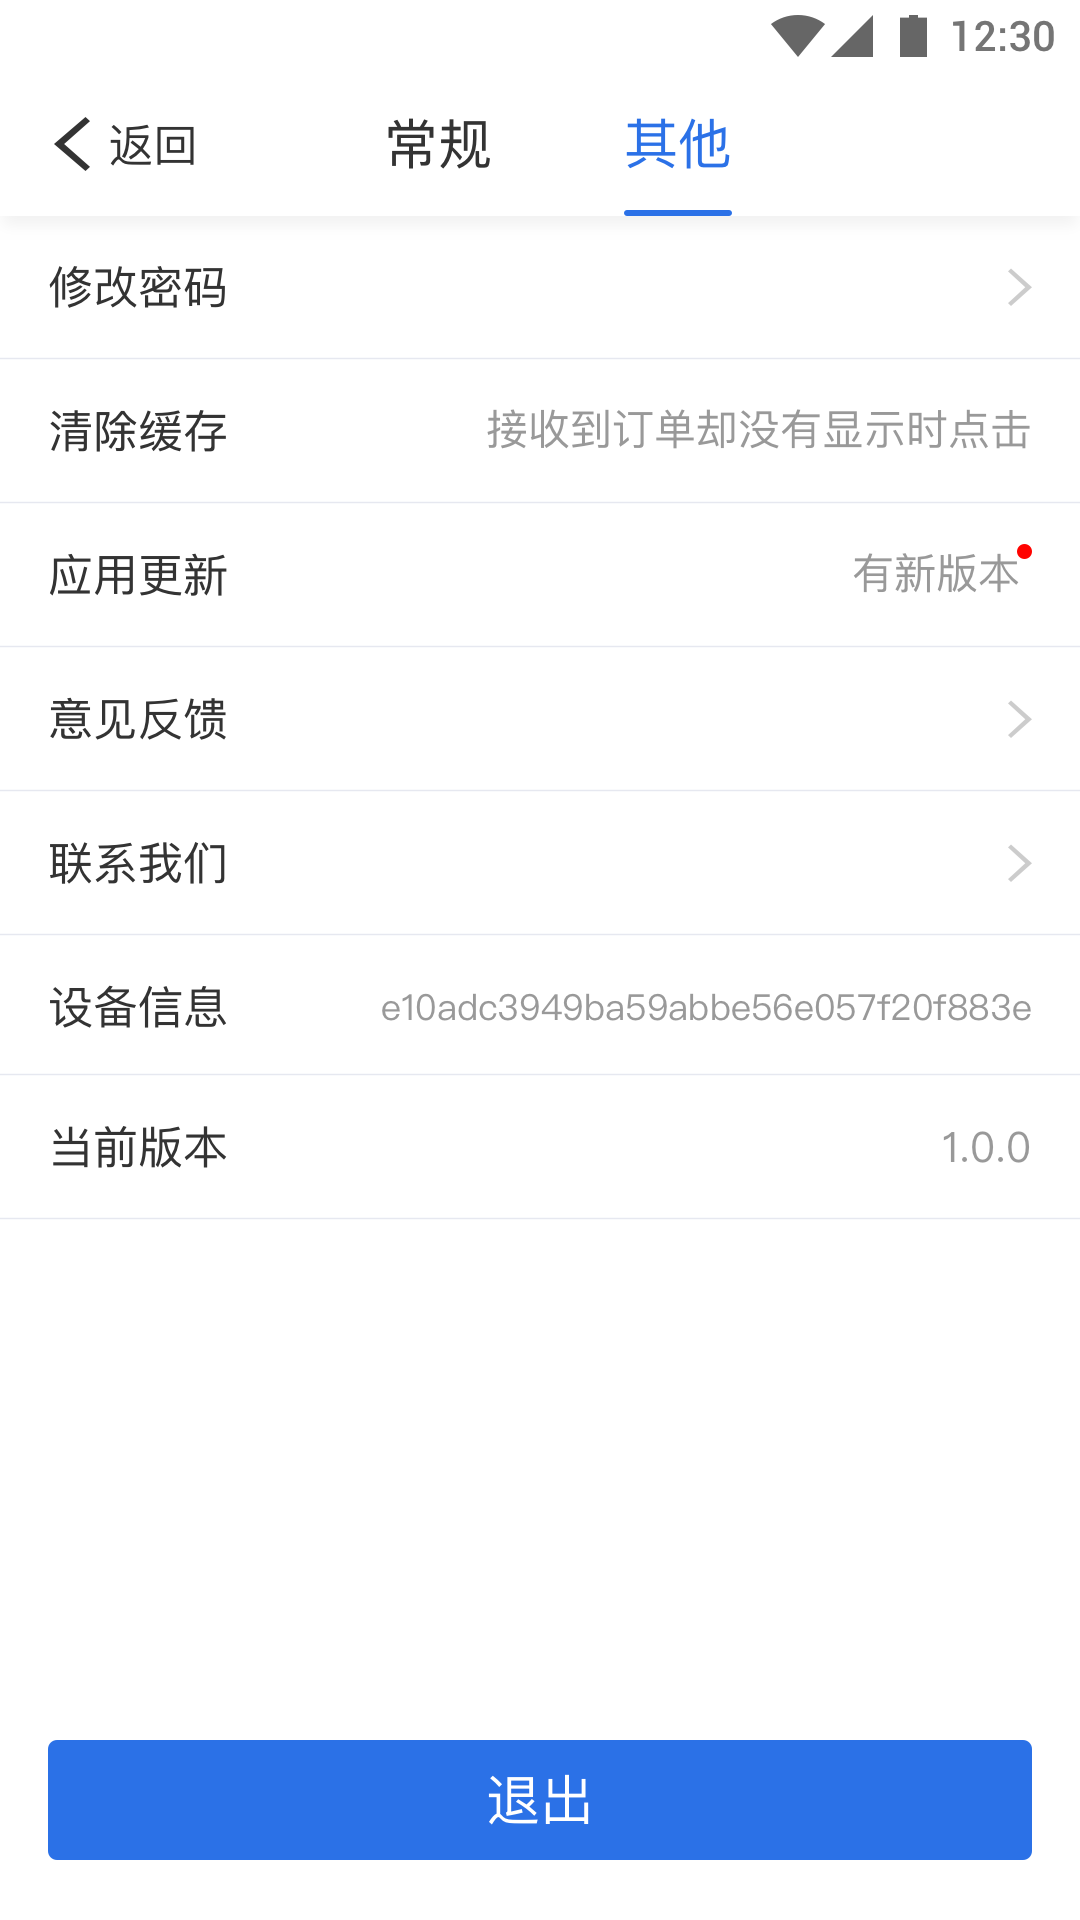 12:30
返回 常规 其他
修改密码
清除缓存 接收到订单却没有显示时点击
应用更新 有新版本
意见反馈
联系我们
设备信息 e10adc3949ba59abbe56e057f20f883e
当前版本 1.0.0
退出